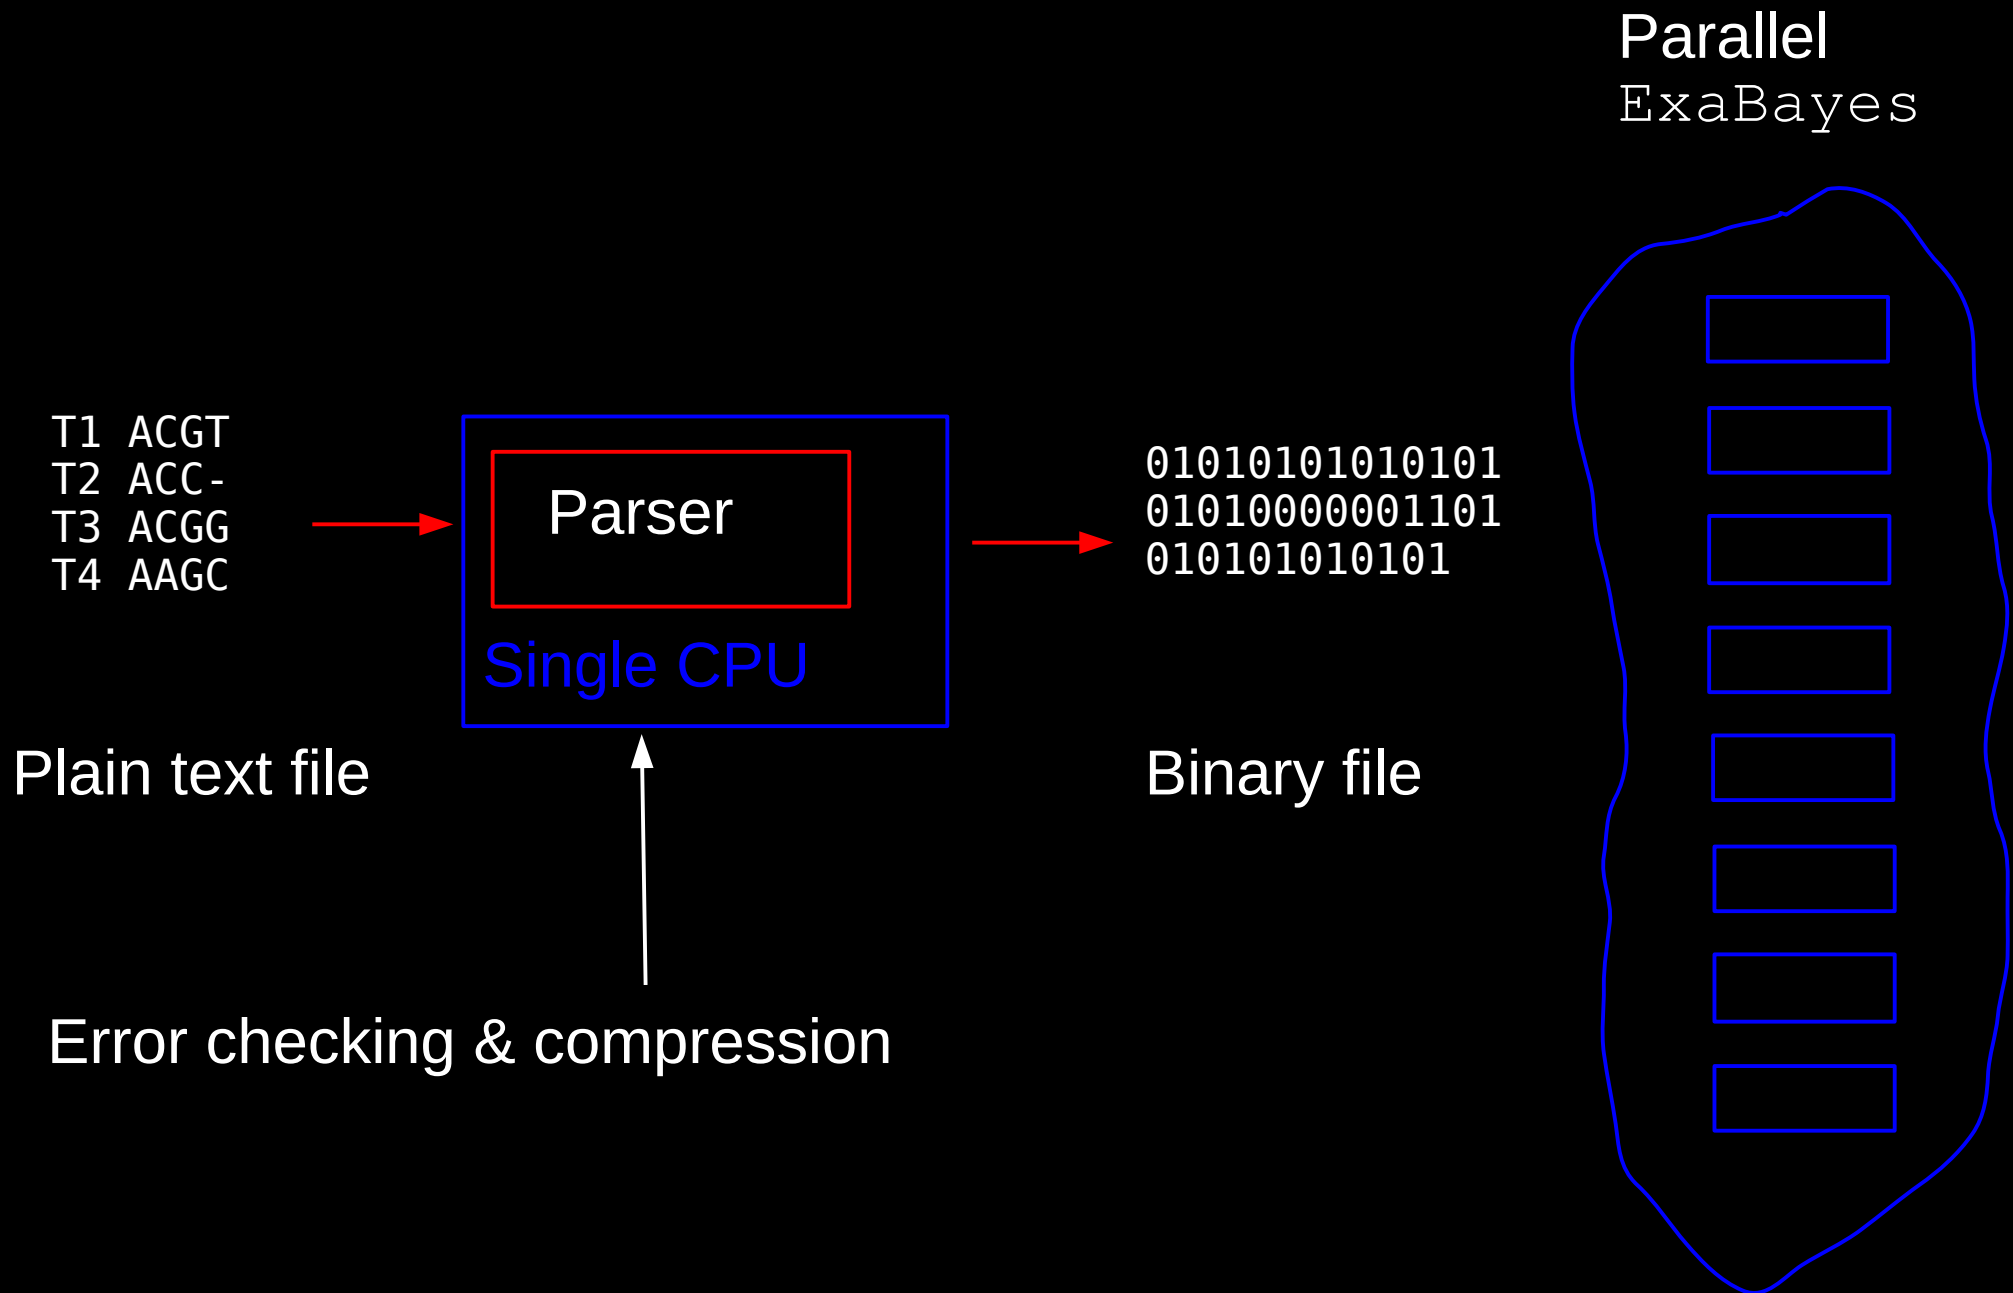 Parallel
ExaBayes
T1 ACGT
T2 ACC-
T3 ACGG
T4 AAGC
Parser
Single CPU
01010101010101
01010000001101
010101010101
Plain text file
Binary file
Error checking & compression